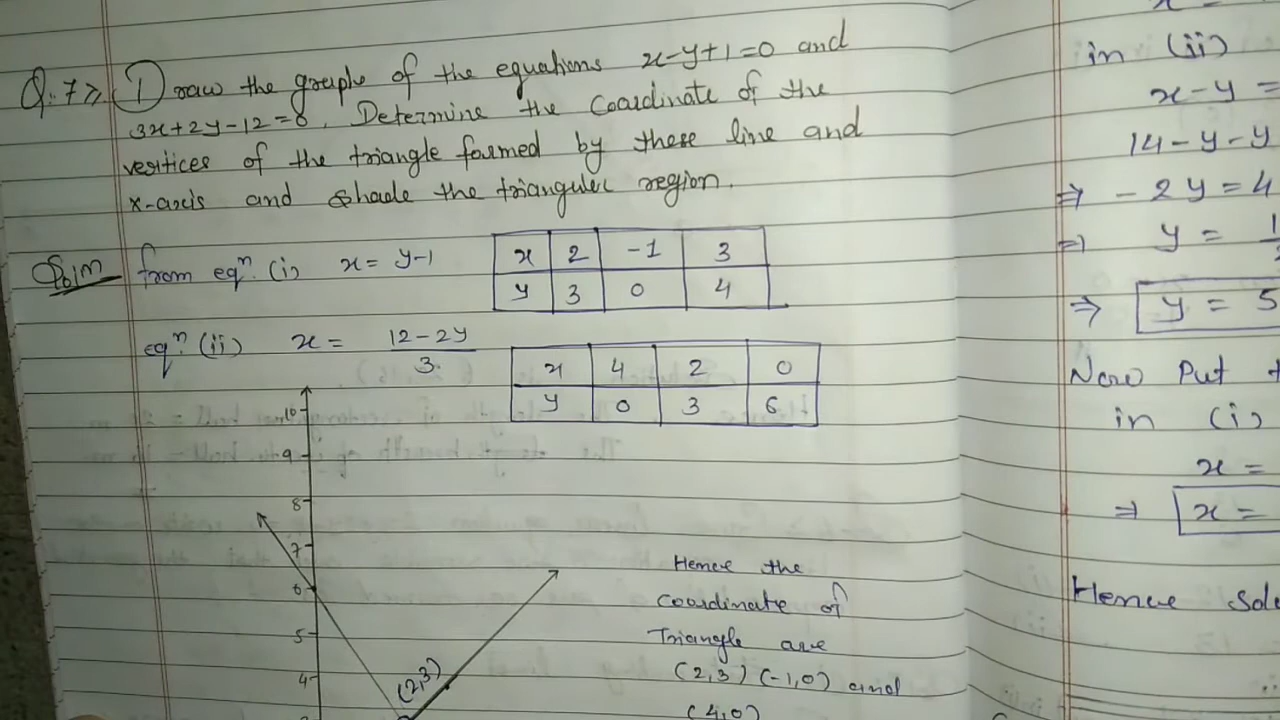 Q.7⇒ Draw the graph of the equations x-y+1=0 and
3x+2y-12=0. Determine the Coordinate of the
vertices of the triangle formed by these line and
x-axis and shade the triangular region.
Solⁿ from eqⁿ. (i) x = y-1
x 2 -1 3
y 3 0 4
eqⁿ. (ii) x = 12-2y
3.
x 4 2 0
y 0 3 6
10
9
8
7
6
5
4
(2,3)
Hence the
coordinate of
Triangle are
(2,3) (-1,0) and
(4,0)
in (ii)
x-y =
14-y-y
⇒ -2y = 4
⇒ y =
⇒ y = 5
Now Put
in (i)
x =
⇒ x =
Hence